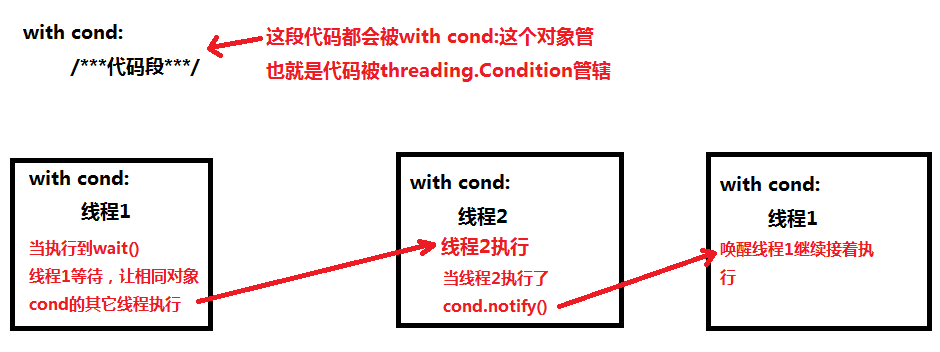 with cond:
/***代码段***/
这段代码都会被with cond:这个对象管
也就是代码被threading.Condition管辖
with cond:
线程1
当执行到wait()
线程1等待，让相同对象
cond的其它线程执行
with cond:
线程2
线程2执行
当线程2执行了
cond.notify()
with cond:
线程1
唤醒线程1继续接着执
行